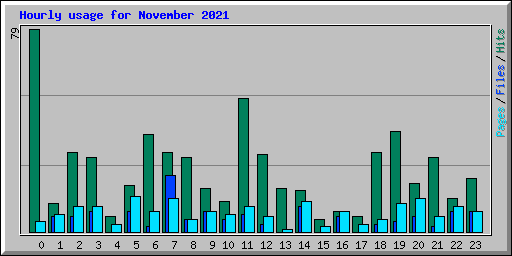 Hourly usage for November 2021
79
Pages/Files/Hits
0 1 2 3 4 5 6 7 8 9 10 11 12 13 14 15 16 17 18 19 20 21 22 23